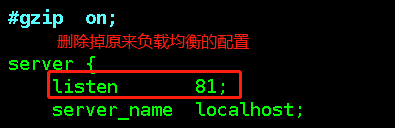 #gzip  on;
删除掉原来负载均衡的配置
server {
    listen       81;
    server_name  localhost;